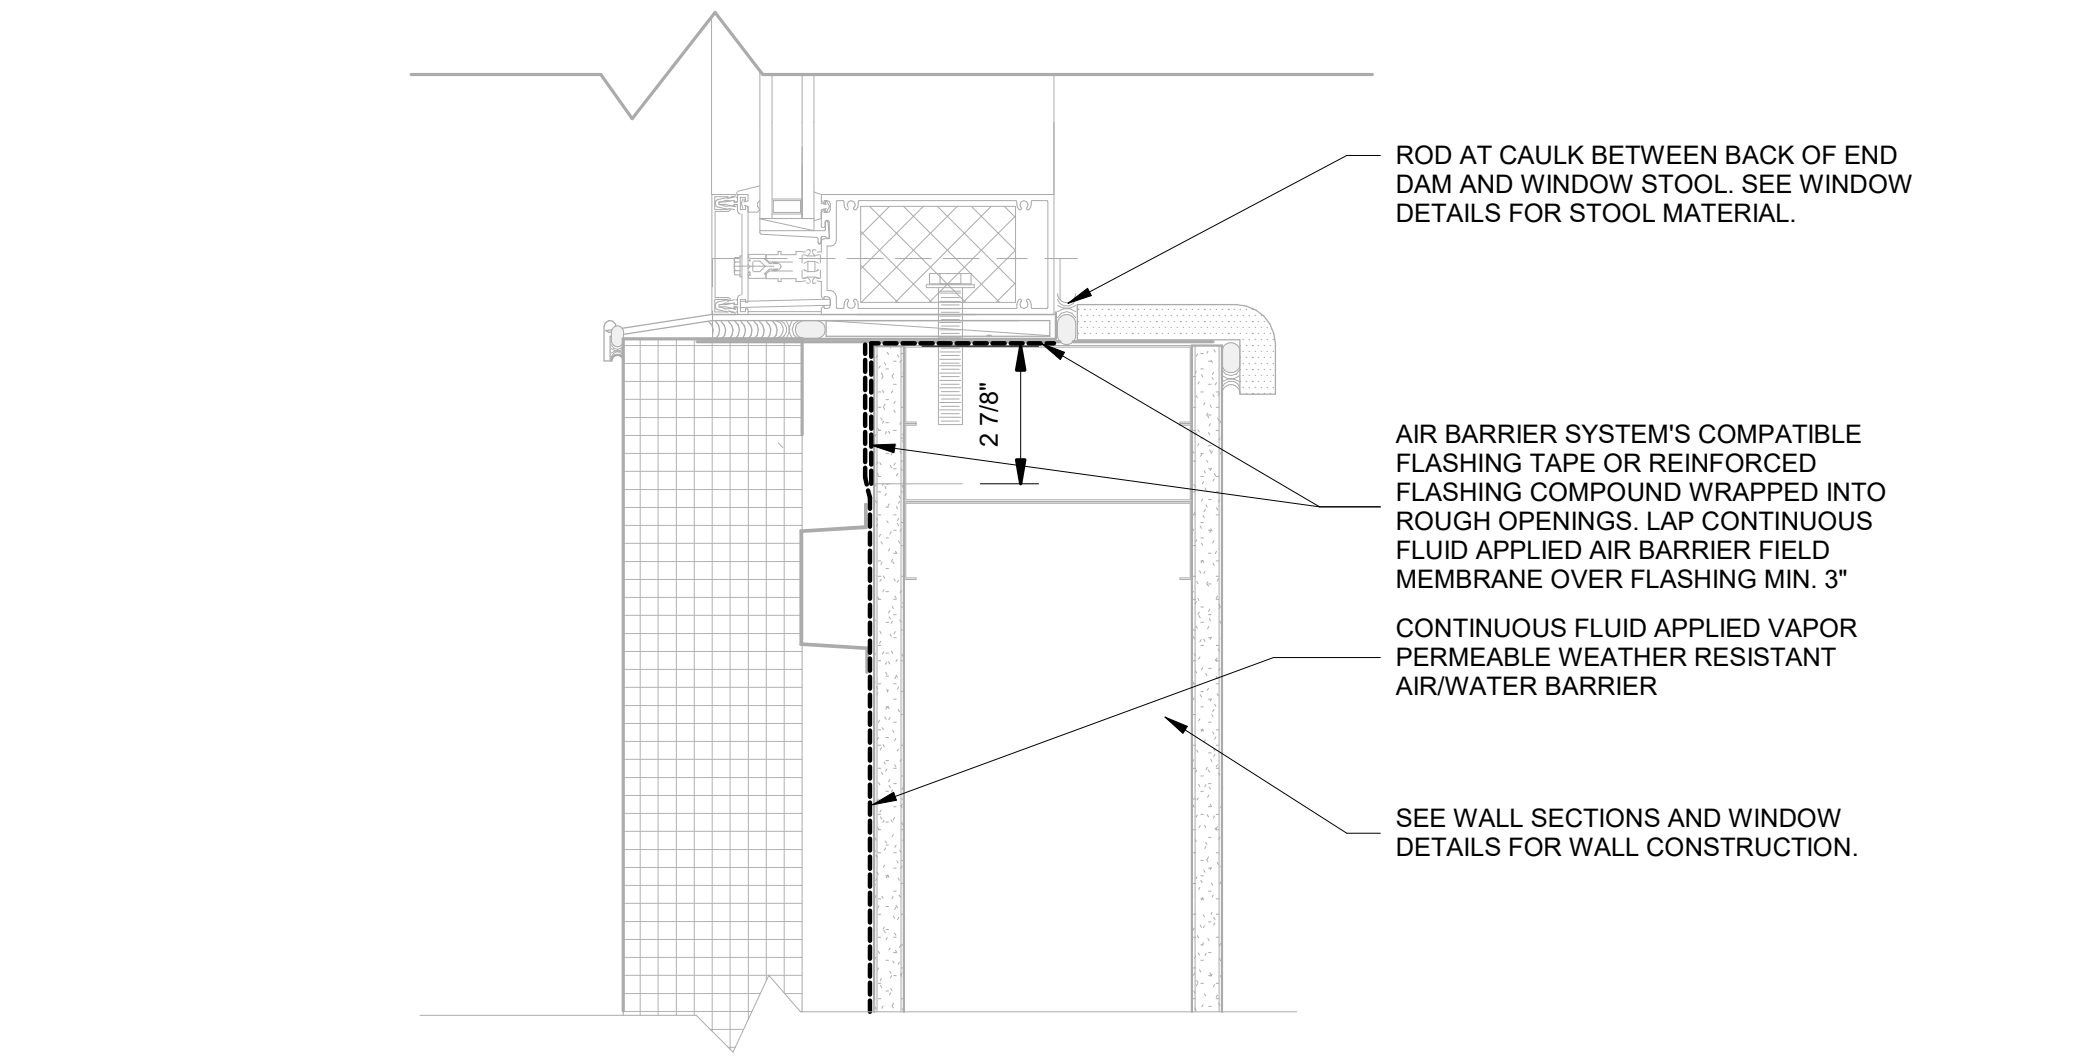 ROD AT CAULK BETWEEN BACK OF END
DAM AND WINDOW STOOL. SEE WINDOW
DETAILS FOR STOOL MATERIAL.
2 7/8"
AIR BARRIER SYSTEM'S COMPATIBLE
FLASHING TAPE OR REINFORCED
FLASHING COMPOUND WRAPPED INTO
ROUGH OPENINGS. LAP CONTINUOUS
FLUID APPLIED AIR BARRIER FIELD
MEMBRANE OVER FLASHING MIN. 3"
CONTINUOUS FLUID APPLIED VAPOR
PERMEABLE WEATHER RESISTANT
AIR/WATER BARRIER
SEE WALL SECTIONS AND WINDOW
DETAILS FOR WALL CONSTRUCTION.